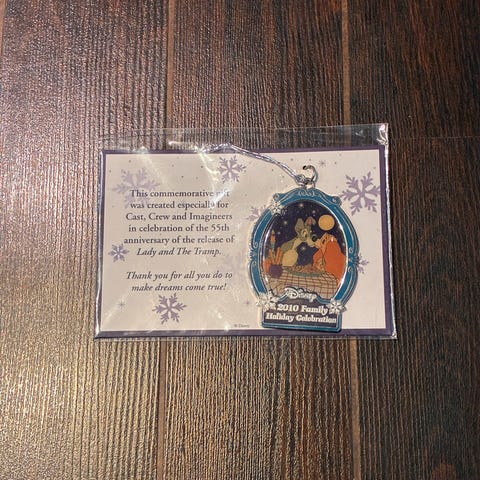 This commemorative gift
was created especially for
Cast, Crew and Imagineers
in celebration of the 55th
anniversary of the release of
Lady and The Tramp.
Thank you for all you do to
make dreams come true!
© Disney
Disney
2010 Family
Holiday Celebration